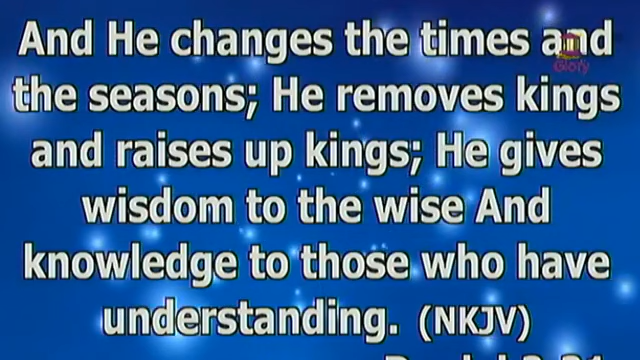 And He changes the times and
the seasons; He removes kings
and raises up kings; He gives
wisdom to the wise And
knowledge to those who have
understanding. (NKJV)
Glory